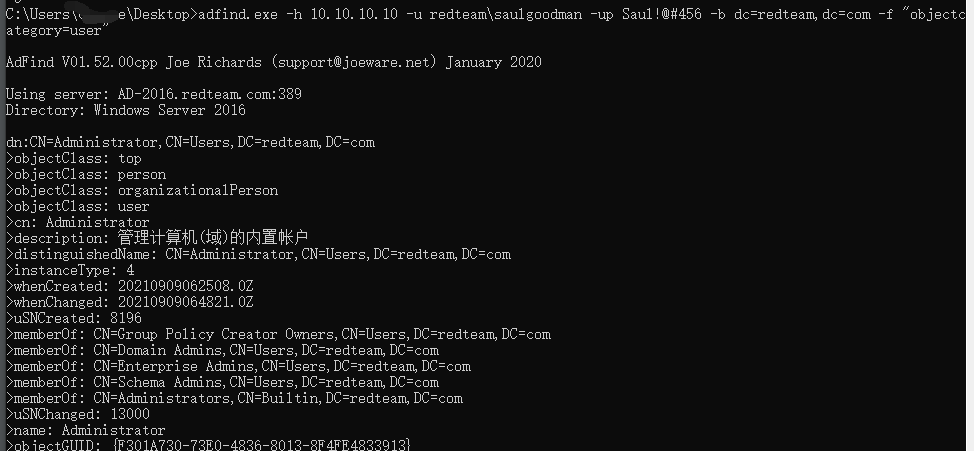 C:\Users\ \Desktop>adfind.exe -h 10.10.10.10 -u redteam\saulgoodman -up Saul!@#456 -b dc=redteam,dc=com -f "objectc
ategory=user"
AdFind V01.52.00cpp Joe Richards (support@joeware.net) January 2020
Using server: AD-2016.redteam.com:389
Directory: Windows Server 2016
dn:CN=Administrator,CN=Users,DC=redteam,DC=com
>objectClass: top
>objectClass: person
>objectClass: organizationalPerson
>objectClass: user
>cn: Administrator
>description: 管理计算机(域)的内置帐户
>distinguishedName: CN=Administrator,CN=Users,DC=redteam,DC=com
>instanceType: 4
>whenCreated: 20210909062508.0Z
>whenChanged: 20210909064821.0Z
>uSNCreated: 8196
>memberOf: CN=Group Policy Creator Owners,CN=Users,DC=redteam,DC=com
>memberOf: CN=Domain Admins,CN=Users,DC=redteam,DC=com
>memberOf: CN=Enterprise Admins,CN=Users,DC=redteam,DC=com
>memberOf: CN=Schema Admins,CN=Users,DC=redteam,DC=com
>memberOf: CN=Administrators,CN=Builtin,DC=redteam,DC=com
>uSNChanged: 13000
>name: Administrator
>objectGUID: {F301A730-73E0-4836-8013-8F4FE4833913}